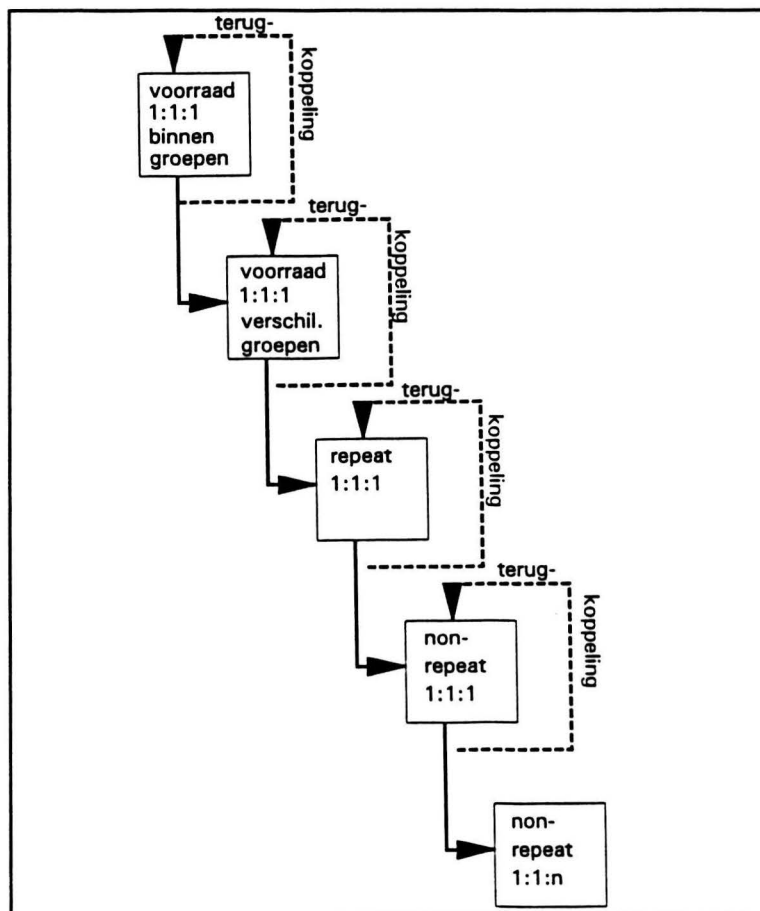 terug-
koppeling
voorraad
1:1:1
binnen
groepen
terug-
koppeling
voorraad
1:1:1
verschil.
groepen
terug-
koppeling
repeat
1:1:1
terug-
koppeling
non-
repeat
1:1:1
non-
repeat
1:1:n